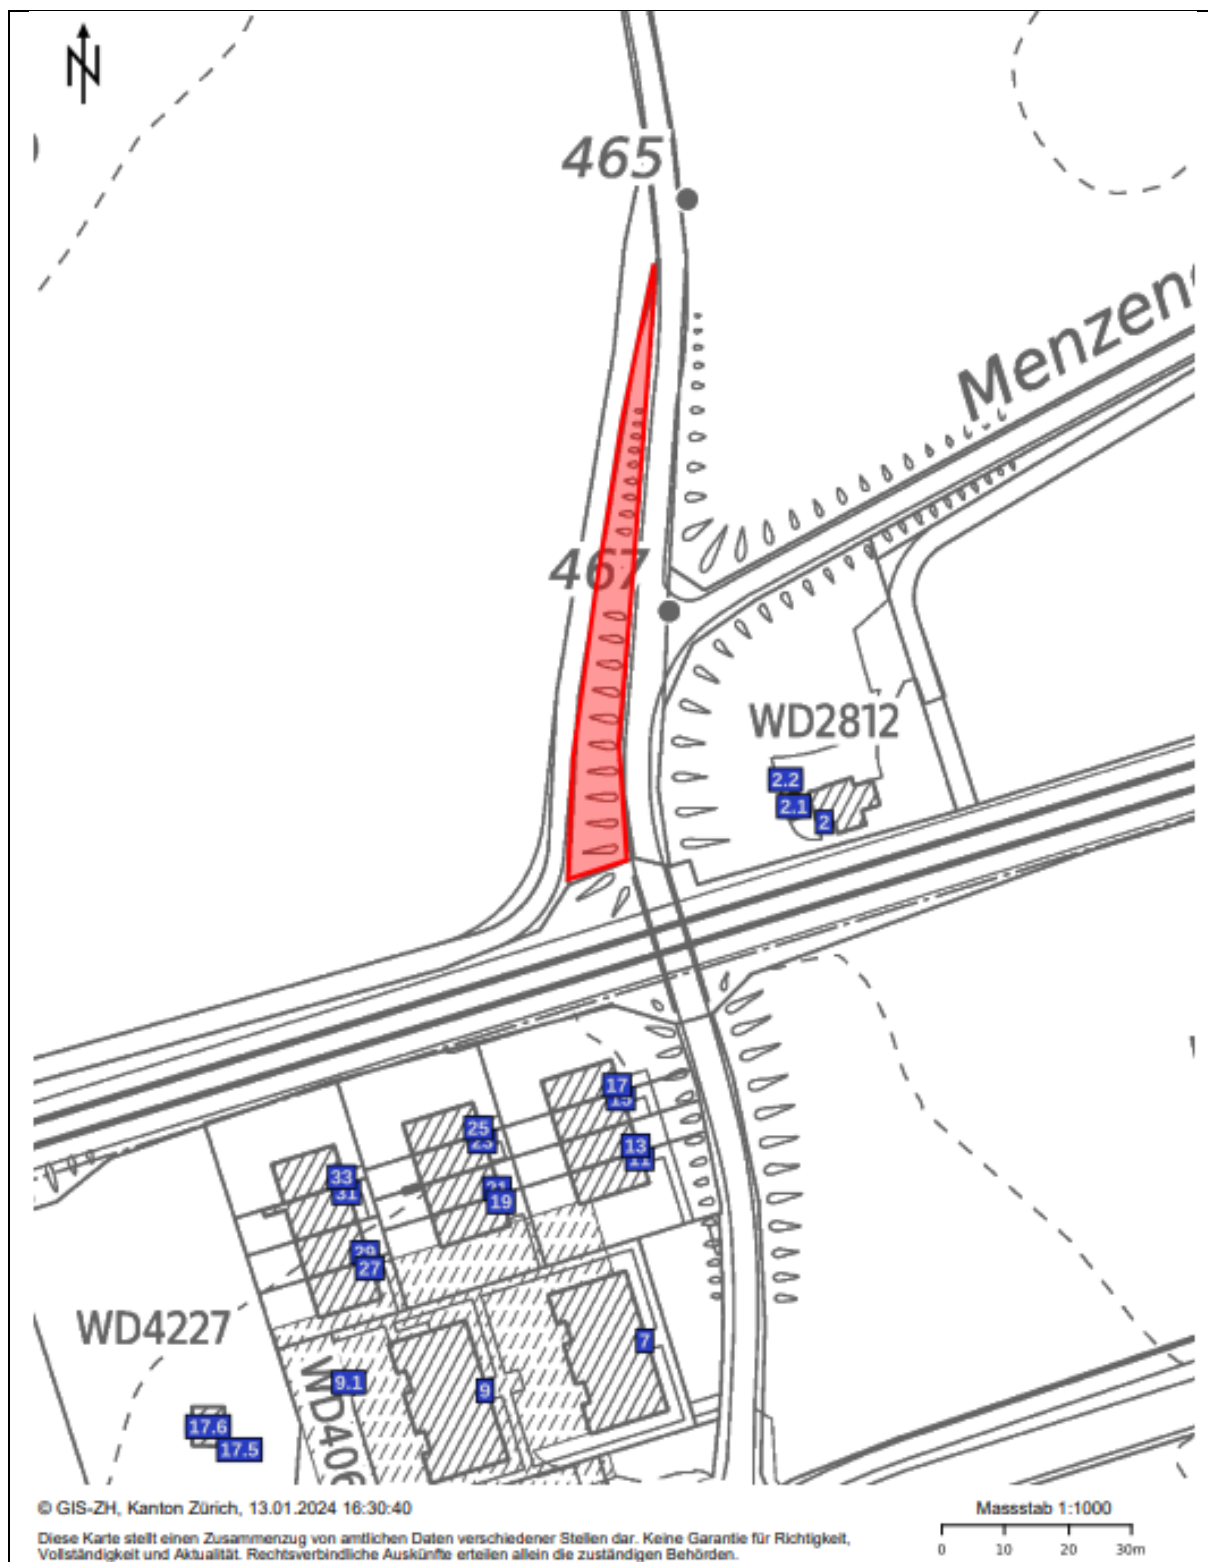 N
465
Menzen
467
WD2812
2.2
2.1
2
17
25
13
33
31
19
29
27
WD4227
7
9.1
9
WD406
17.6
17.5
© GIS-ZH, Kanton Zürich, 13.01.2024 16:30:40
Massstab 1:1000
Diese Karte stellt einen Zusammenzug von amtlichen Daten verschiedener Stellen dar. Keine Garantie für Richtigkeit,
Vollständigkeit und Aktualität. Rechtsverbindliche Auskünfte erteilen allein die zuständigen Behörden.
0 10 20 30m